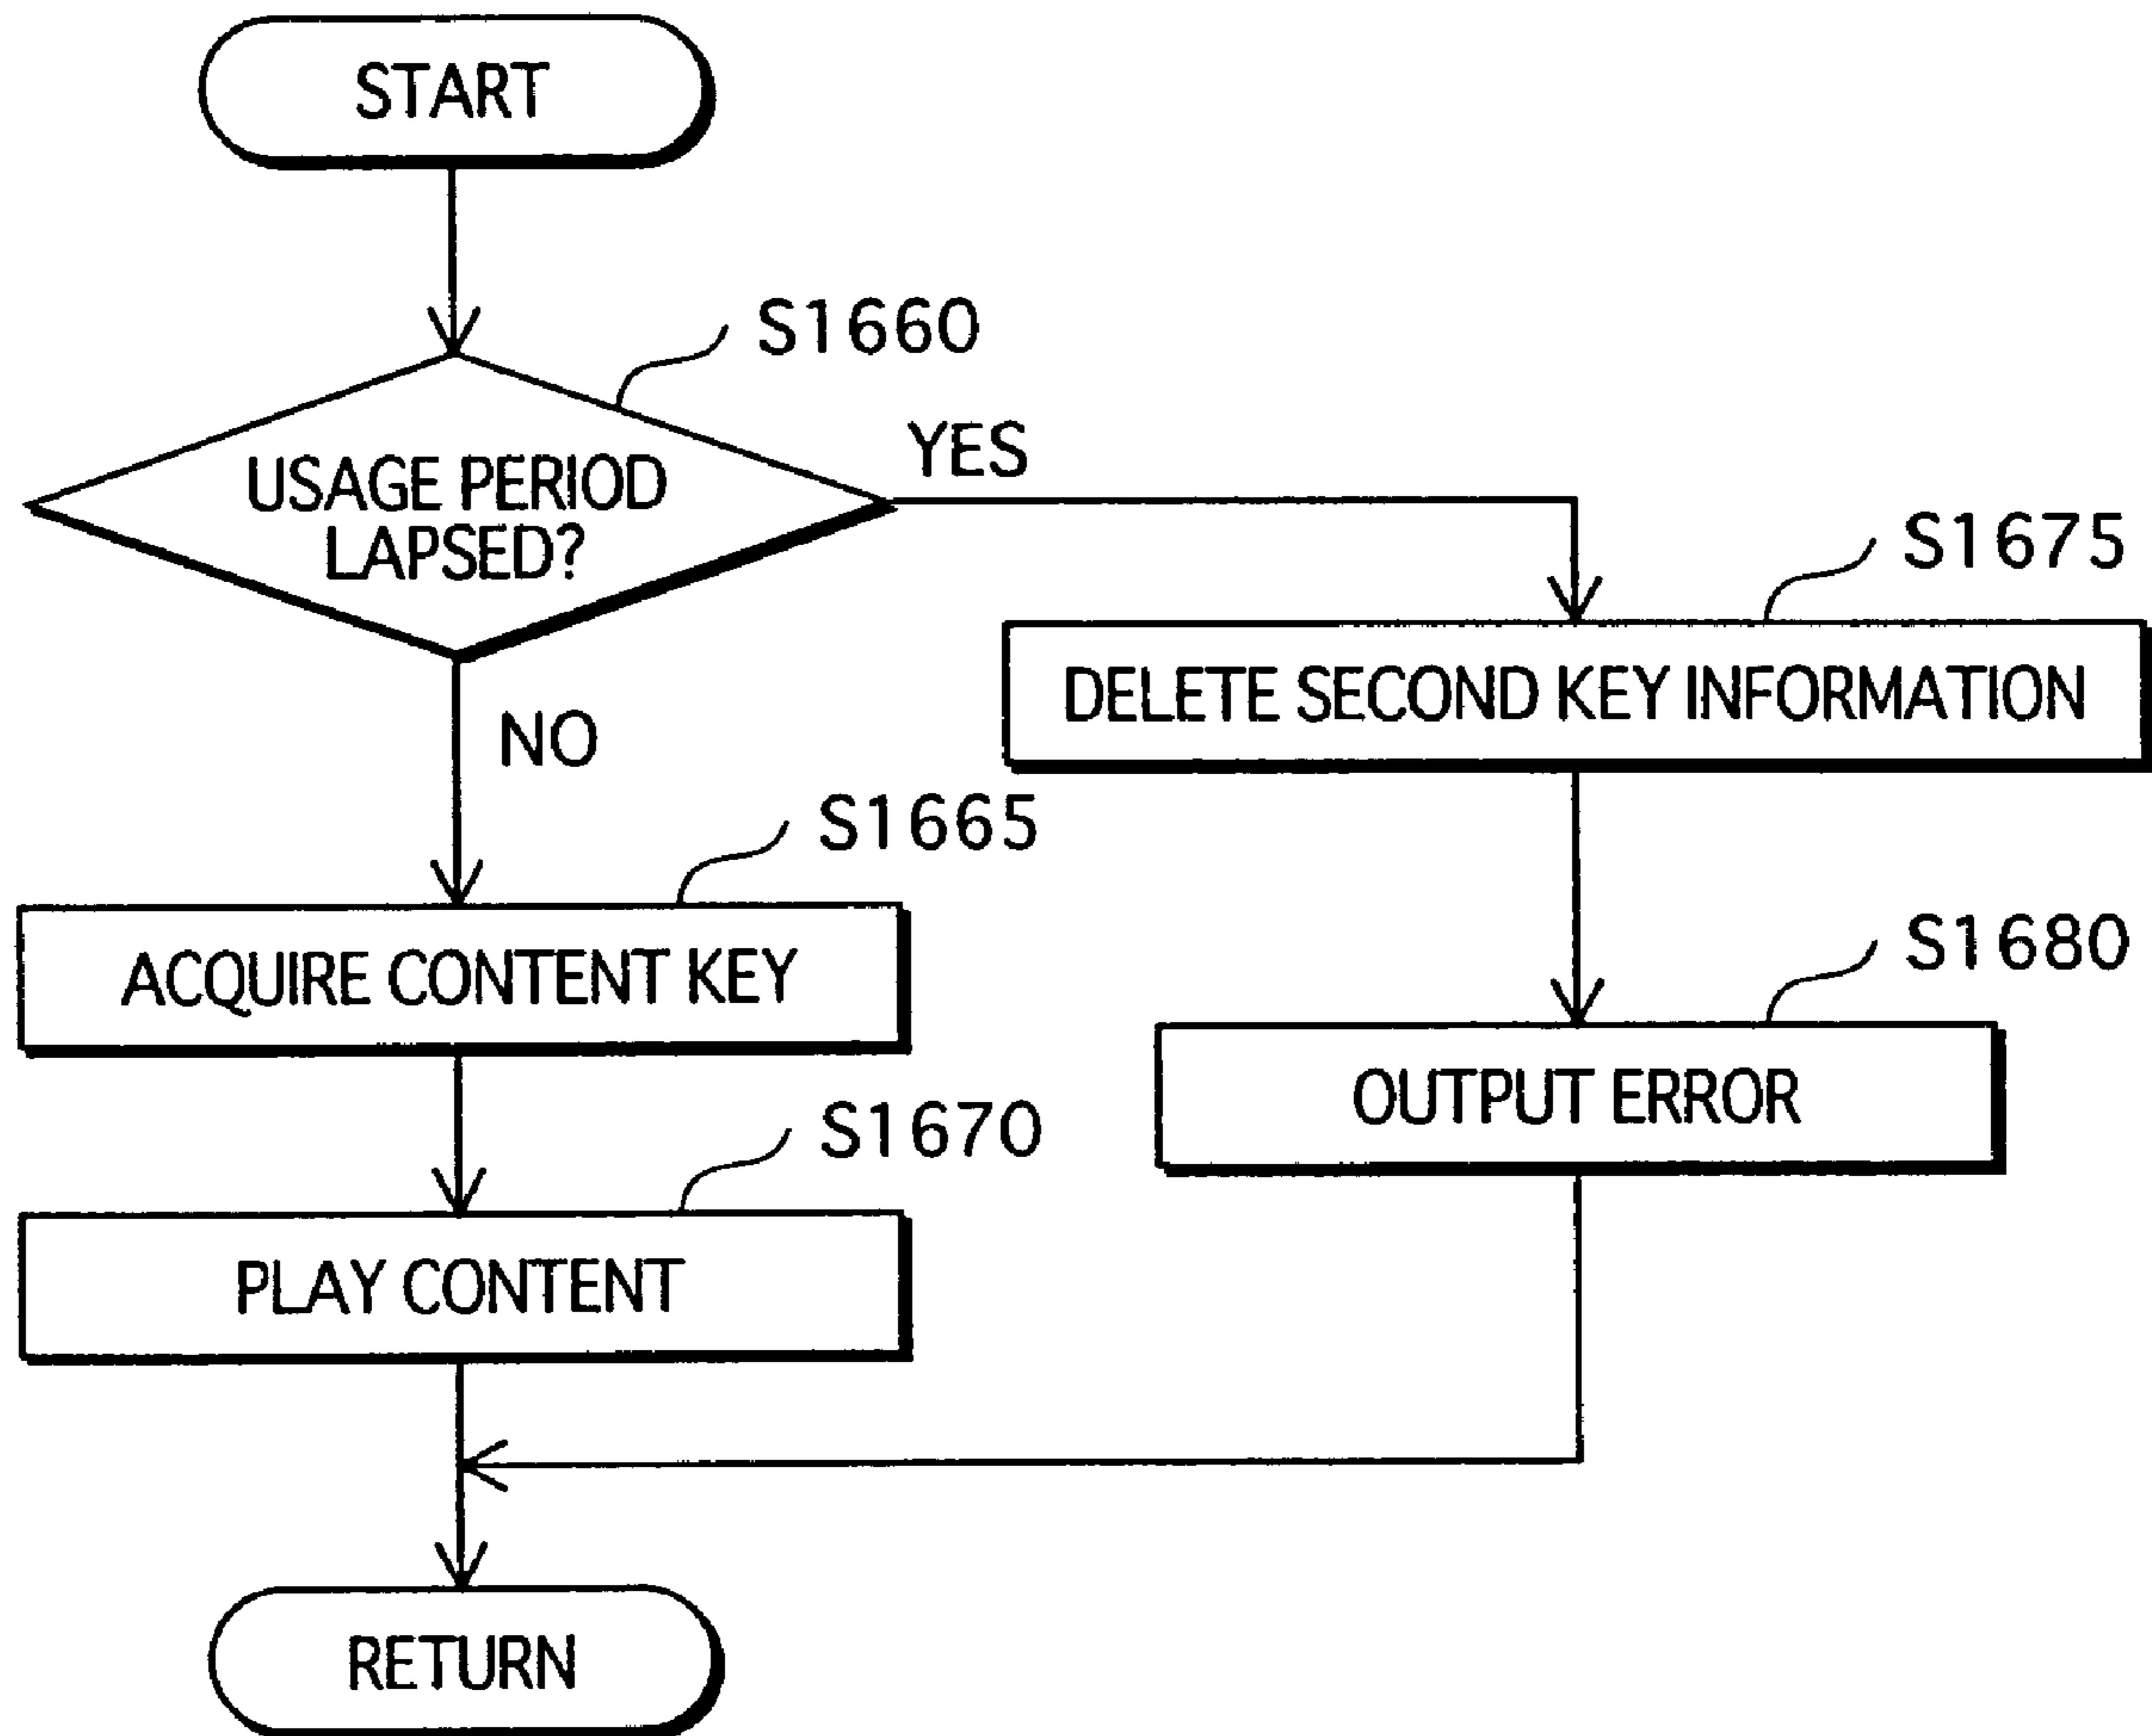 START
S1660
YES
USAGE PERIOD
LAPSED?
S1675
DELETE SECOND KEY INFORMATION
NO
S1665
ACQUIRE CONTENT KEY
S1680
OUTPUT ERROR
S1670
PLAY CONTENT
RETURN